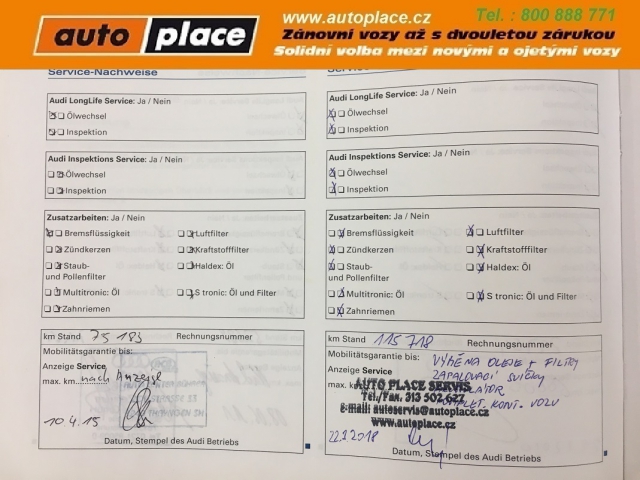 auto place
www.autoplace.cz
Tel. : 800 888 771
Zánovní vozy až s dvouletou zárukou
Solidní volba mezi novými a ojetými vozy
Service-Nachweise
Audi LongLife Service: Ja / Nein
Ölwechsel
Inspektion
Audi Inspektions Service: Ja / Nein
Ölwechsel
Inspektion
Zusatzarbeiten: Ja / Nein
Bremsflüssigkeit
Luftfilter
Zündkerzen
Kraftstofffilter
Staub-
und Pollenfilter
Haldex: Öl
Multitronic: Öl
S tronic: Öl und Filter
Zahnriemen
km Stand 75 183 Rechnungsnummer
Mobilitätsgarantie bis:
Anzeige Service
max. km nach Anzeige
10.4.15
Datum, Stempel des Audi Betriebs
Audi LongLife Service: Ja / Nein
Ölwechsel
Inspektion
Audi Inspektions Service: Ja / Nein
Ölwechsel
Inspektion
Zusatzarbeiten: Ja / Nein
Bremsflüssigkeit
Luftfilter
Zündkerzen
Kraftstofffilter
Staub-
und Pollenfilter
Haldex: Öl
Multitronic: Öl
S tronic: Öl und Filter
Zahnriemen
km Stand 115 718 Rechnungsnummer
Mobilitätsgarantie bis:
VÝMĚNA OLEJE + FILTRY
Anzeige Service
ZAPALOVACÍ SVÍČKY
max. k
AUTO PLACE SERVIS
Tel./Fax. 313 502 627
KOMPLET. KONT. VOZU
e-mail: autoservis@autoplace.cz
www.autoplace.cz
22.1.2018
Datum, Stempel des Audi Betriebs